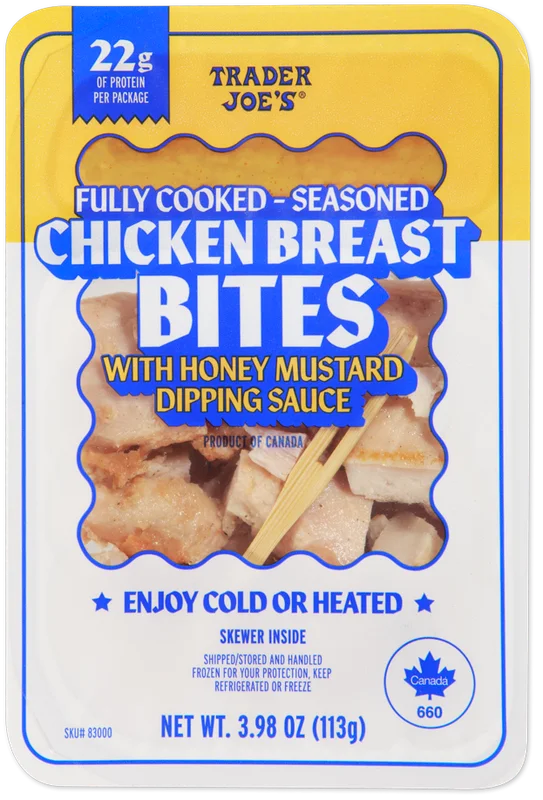 22g
OF PROTEIN
PER PACKAGE
TRADER
JOE'S®
FULLY COOKED - SEASONED
CHICKEN BREAST
BITES
WITH HONEY MUSTARD
DIPPING SAUCE
PRODUCT OF CANADA
★ ENJOY COLD OR HEATED ★
SKEWER INSIDE
SHIPPED/STORED AND HANDLED
FROZEN FOR YOUR PROTECTION, KEEP
REFRIGERATED OR FREEZE
Canada
660
SKU# 83000
NET WT. 3.98 OZ (113g)